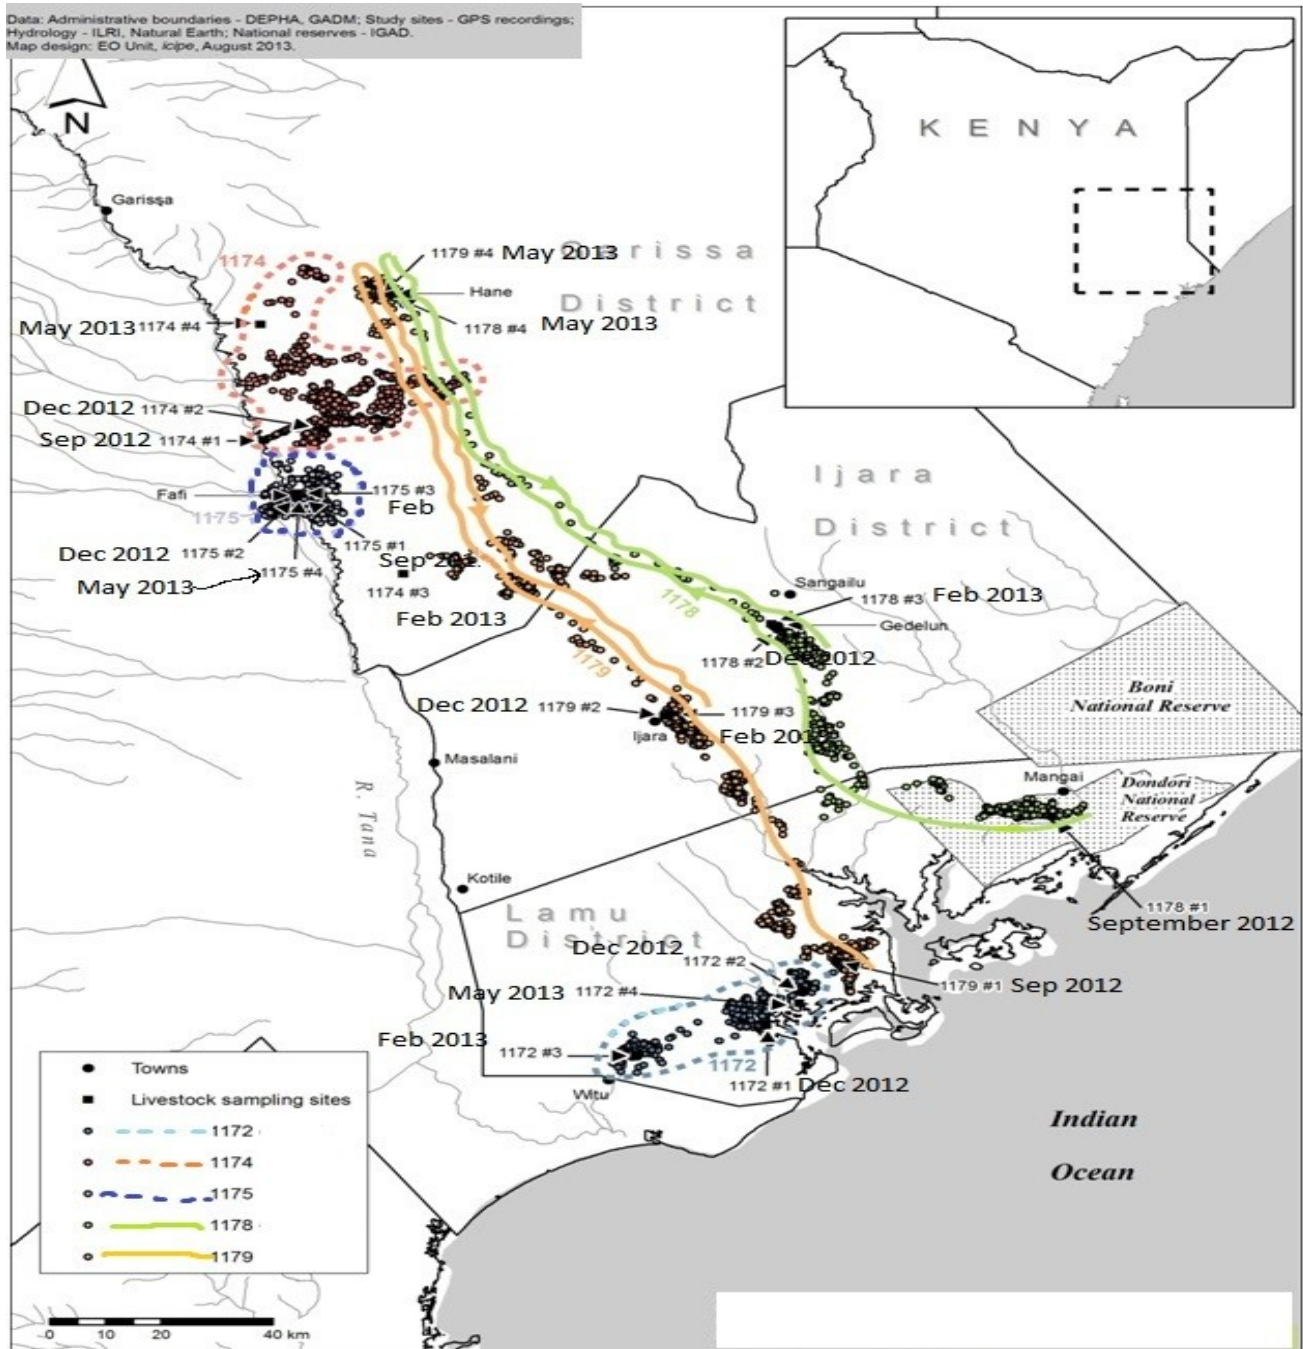 Data: Administrative boundaries - DEPHA, GADM; Study sites - GPS recordings;
Hydrology - ILRI, Natural Earth; National reserves - IGAD.
Map design: EO Unit, icipe, August 2013.
N
KENYA
Garissa
1174
1179 #4 May 2013
Garissa
District
Hane
1178 #4 May 2013
May 2013 1174 #4
Dec 2012 1174 #2
Sep 2012 1174 #1
Ijara
District
Fafi
1175 #3
Feb
1175
1175 #1
Dec 2012 1175 #2
Sep 201
May 2013
1175 #4
1174 #3
Feb 2013
Sangailu
1178
1178 #3 Feb 2013
Gedelun
1178 #2 Dec 2012
1179
Boni
National Reserve
Dec 2012 1179 #2
1179 #3
Ijara
Feb 201
Masalani
Mangai
Dondori
National
Reserve
R. Tana
Kotile
1178 #1
September 2012
Lamu
District
Dec 2012
1172 #2
1179 #1 Sep 2012
May 2013 1172 #4
Feb 2013
1172 #3
1172
1172 #1 Dec 2012
Witu
Towns
Livestock sampling sites
1172
1174
1175
1178
1179
Indian
Ocean
0 10 20 40 km